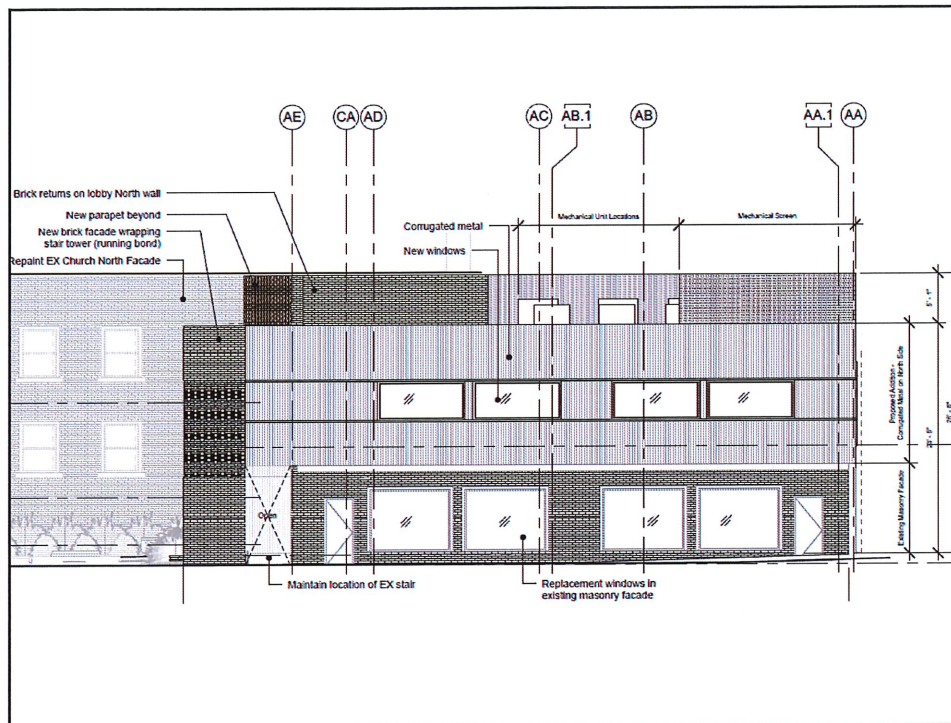 AE
CA
AD
AC
AB.1
AB
AA.1
AA
Brick returns on lobby North wall
New parapet beyond
New brick facade wrapping
stair tower (running bond)
Repaint EX Church North Facade
Corrugated metal
New windows
Mechanical Unit Locations
Mechanical Screen
5' - 1"
Proposed Addition -
Corrugated Metal on North Side
Existing Masonry Facade
Open
Maintain location of EX stair
Replacement windows in
existing masonry facade